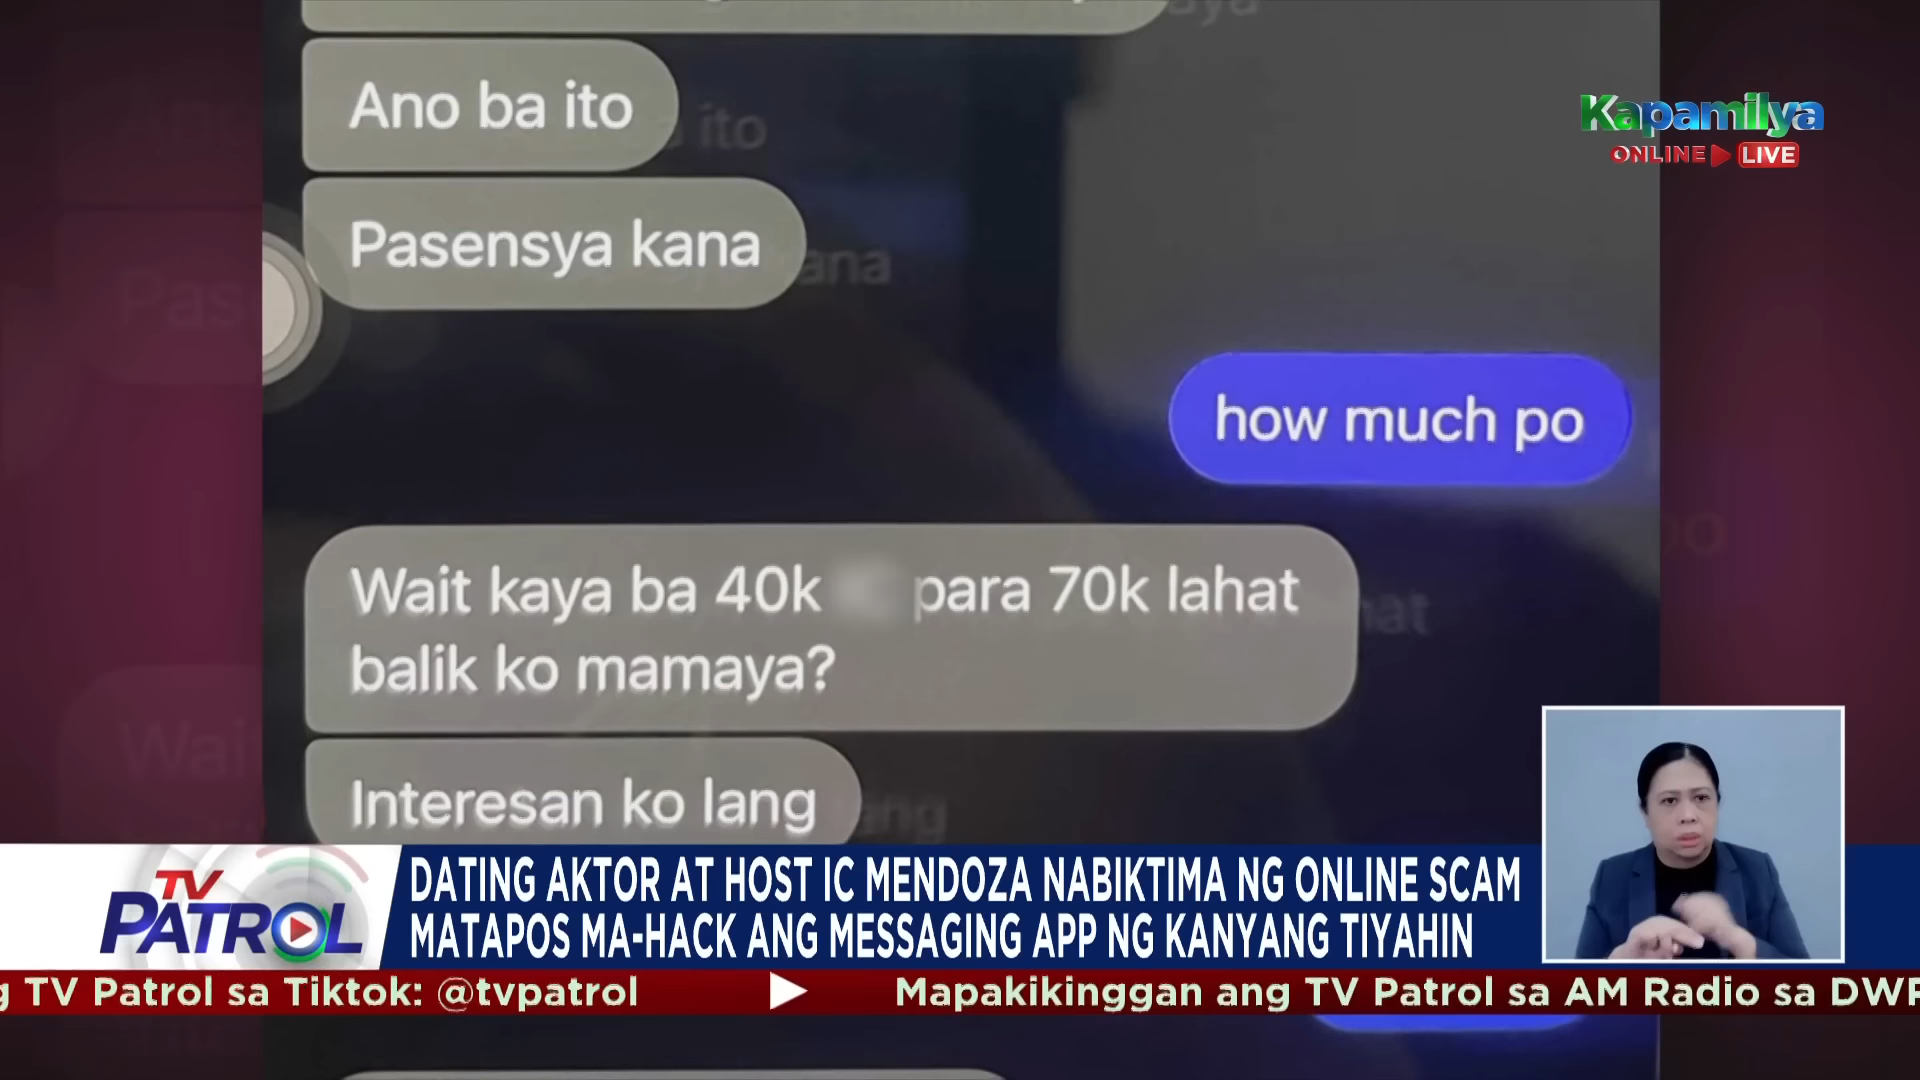 Ano ba ito
Pasensya kana
how much po
Wait kaya ba 40k para 70k lahat
balik ko mamaya?
Interesan ko lang
Kapamilya
ONLINE LIVE
TV PATROL
DATING AKTOR AT HOST IC MENDOZA NABIKTIMA NG ONLINE SCAM
MATAPOS MA-HACK ANG MESSAGING APP NG KANYANG TIYAHIN
TV Patrol sa Tiktok: @tvpatrol Mapakikinggan ang TV Patrol sa AM Radio sa